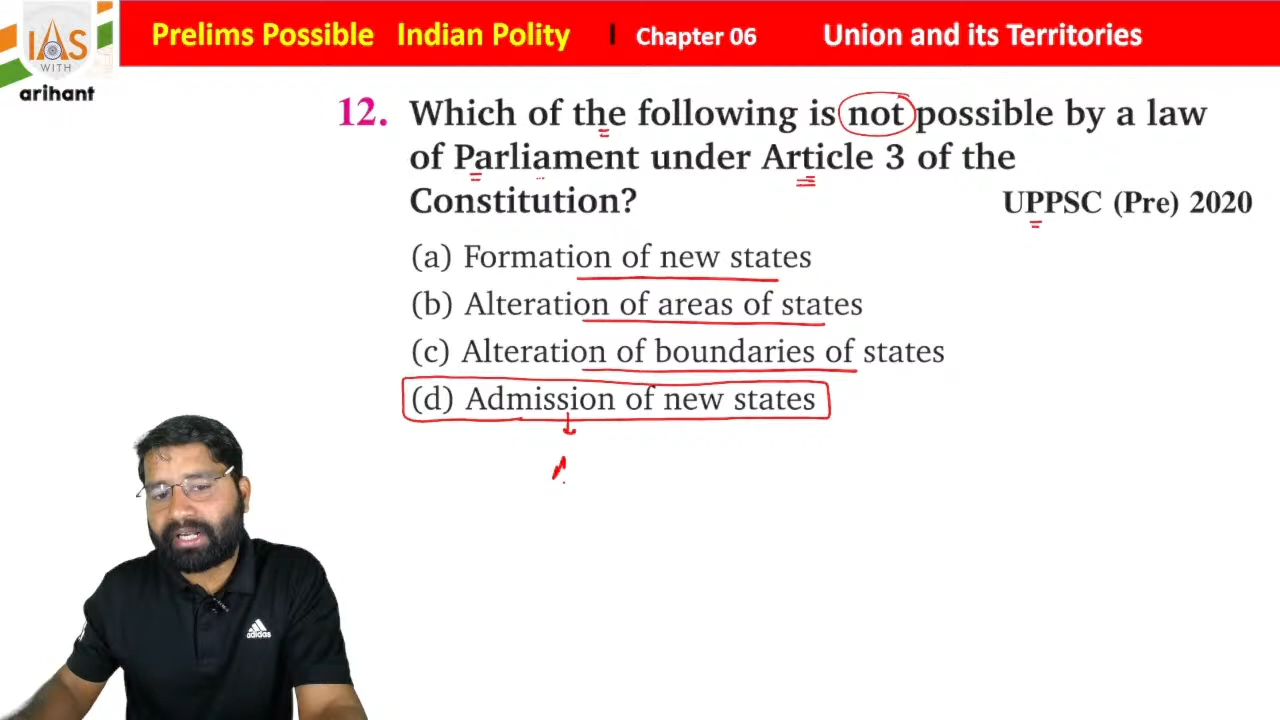 Prelims Possible Indian Polity | Chapter 06 Union and its Territories
IAS
WITH
arihant
12. Which of the following is not possible by a law
of Parliament under Article 3 of the
Constitution? UPPSC (Pre) 2020
(a) Formation of new states
(b) Alteration of areas of states
(c) Alteration of boundaries of states
(d) Admission of new states
adidas